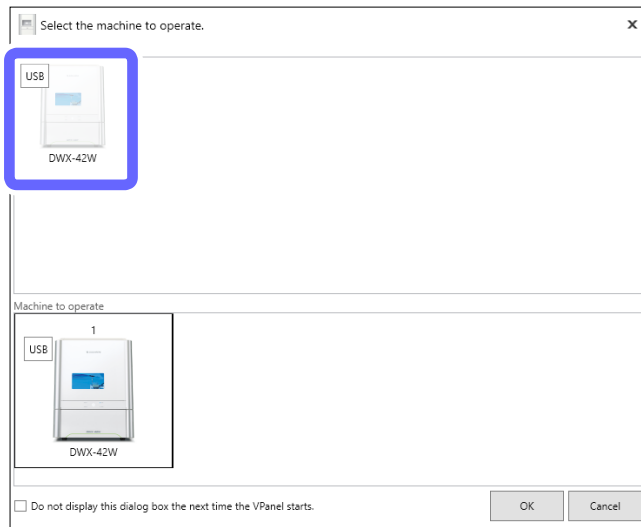 Select the machine to operate.
x
USB
DWX-42W
Machine to operate
1
USB
DWX-42W
Do not display this dialog box the next time the VPanel starts.
OK
Cancel